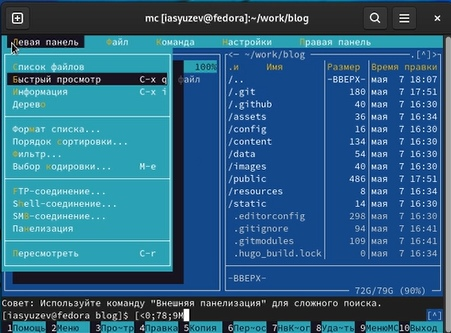 mc [iasyuzev@fedora]:~/work/blog
Левая панель Файл Команда Настройки Правая панель
Список файлов
Быстрый просмотр C-x q
Информация C-x i
Дерево
Формат списка...
Порядок сортировки...
Фильтр...
Выбор кодировки... M-e
FTP-соединение...
Shell-соединение...
SMB-соединение...
Панелизация
Пересмотреть C-r
100%
файл
<— ~/work/blog .[^]>
.и Имя Размер Время правки
/.. -ВВЕРХ- мая 7 18:07
/.git 180 мая 7 17:51
/.github 40 мая 7 16:30
/assets 36 мая 7 16:34
/config 16 мая 7 16:30
/content 134 мая 7 16:30
/data 54 мая 7 16:30
/images 40 мая 7 16:30
/public 486 мая 7 17:51
/resources 8 мая 7 16:34
/static 14 мая 7 16:30
.editorconfig 298 мая 7 16:30
.gitignore 94 мая 7 16:41
.gitmodules 109 мая 7 16:41
.hugo_build.lock 0 мая 7 16:34
-ВВЕРХ-
72G/79G (90%)
Совет: Используйте команду "Внешняя панелизация" для сложного поиска.
[iasyuzev@fedora blog]$ [<0;78;9M [^]
1Помощь 2Меню 3Про~тр 4Правка 5Копия 6Тер~ос 7НвК~ог 8Уда~ть 9МенюМС 10Выход